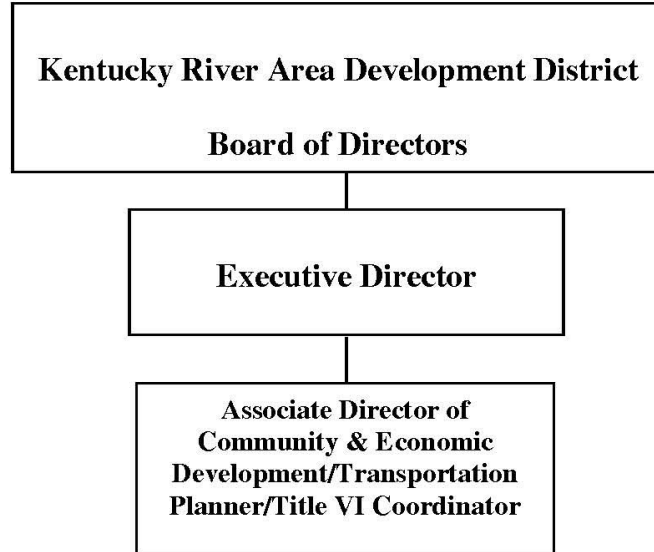 Kentucky River Area Development District
Board of Directors
Executive Director
Associate Director of
Community & Economic
Development/Transportation
Planner/Title VI Coordinator